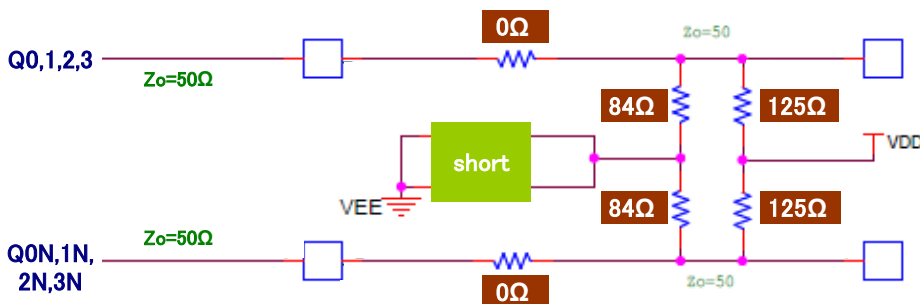 0Ω
Zo=50
Q0,1,2,3
Zo=50Ω
84Ω
125Ω
short
VDD
VEE
84Ω
125Ω
Zo=50Ω
Q0N,1N,
2N,3N
Zo=50
0Ω